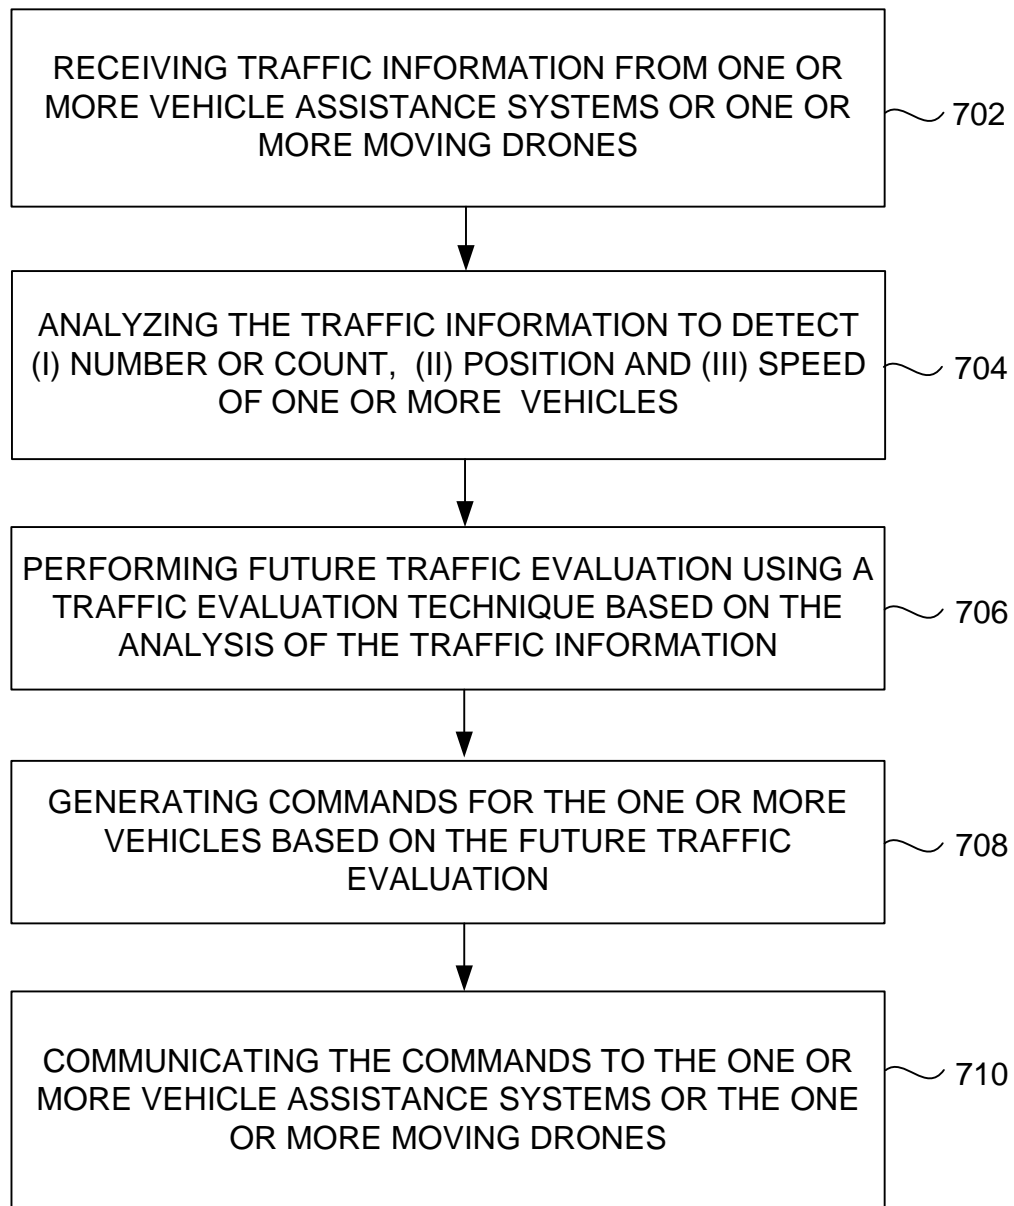 RECEIVING TRAFFIC INFORMATION FROM ONE OR
MORE VEHICLE ASSISTANCE SYSTEMS OR ONE OR
MORE MOVING DRONES
702
ANALYZING THE TRAFFIC INFORMATION TO DETECT
(I) NUMBER OR COUNT, (II) POSITION AND (III) SPEED
OF ONE OR MORE VEHICLES
704
PERFORMING FUTURE TRAFFIC EVALUATION USING A
TRAFFIC EVALUATION TECHNIQUE BASED ON THE
ANALYSIS OF THE TRAFFIC INFORMATION
706
GENERATING COMMANDS FOR THE ONE OR MORE
VEHICLES BASED ON THE FUTURE TRAFFIC
EVALUATION
708
COMMUNICATING THE COMMANDS TO THE ONE OR
MORE VEHICLE ASSISTANCE SYSTEMS OR THE ONE
OR MORE MOVING DRONES
710